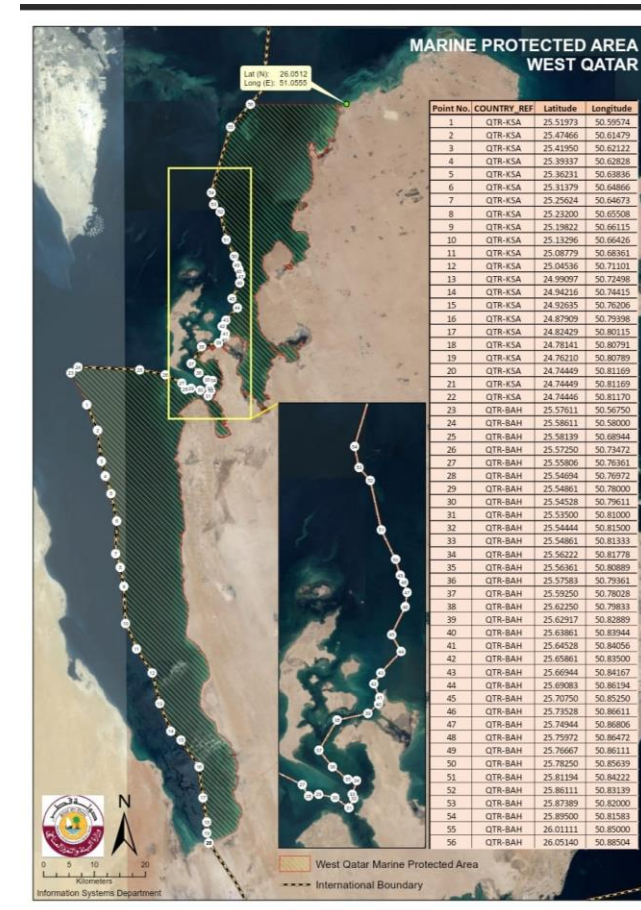 MARINE PROTECTED AREA
WEST QATAR
Lat (N): 26.0512
Long (E): 51.0555
Point No. COUNTRY_REF Latitude Longitude
1 QTR-KSA 25.51973 50.59574
2 QTR-KSA 25.47466 50.61479
3 QTR-KSA 25.41950 50.62122
4 QTR-KSA 25.39337 50.62828
5 QTR-KSA 25.36231 50.63836
6 QTR-KSA 25.31379 50.64866
7 QTR-KSA 25.25624 50.64673
8 QTR-KSA 25.23200 50.65508
9 QTR-KSA 25.19822 50.66115
10 QTR-KSA 25.13296 50.66426
11 QTR-KSA 25.08779 50.68361
12 QTR-KSA 25.04536 50.71101
13 QTR-KSA 24.99097 50.72498
14 QTR-KSA 24.94216 50.74415
15 QTR-KSA 24.92635 50.76206
16 QTR-KSA 24.87909 50.79398
17 QTR-KSA 24.82429 50.80115
18 QTR-KSA 24.78141 50.80791
19 QTR-KSA 24.76210 50.80789
20 QTR-KSA 24.74449 50.81169
21 QTR-KSA 24.74449 50.81169
22 QTR-KSA 24.74446 50.81170
23 QTR-BAH 25.57611 50.56750
24 QTR-BAH 25.58611 50.58000
25 QTR-BAH 25.58139 50.68944
26 QTR-BAH 25.57250 50.73472
27 QTR-BAH 25.55806 50.76361
28 QTR-BAH 25.54694 50.76972
29 QTR-BAH 25.54861 50.78000
30 QTR-BAH 25.54528 50.79611
31 QTR-BAH 25.53500 50.81000
32 QTR-BAH 25.54444 50.81500
33 QTR-BAH 25.54861 50.81333
34 QTR-BAH 25.56222 50.81778
35 QTR-BAH 25.56361 50.80889
36 QTR-BAH 25.57583 50.79361
37 QTR-BAH 25.59250 50.78028
38 QTR-BAH 25.62250 50.79833
39 QTR-BAH 25.62917 50.82889
40 QTR-BAH 25.63861 50.83944
41 QTR-BAH 25.64528 50.84056
42 QTR-BAH 25.65861 50.83500
43 QTR-BAH 25.66944 50.84167
44 QTR-BAH 25.69083 50.86194
45 QTR-BAH 25.70750 50.85250
46 QTR-BAH 25.73528 50.86611
47 QTR-BAH 25.74944 50.86806
48 QTR-BAH 25.75972 50.86472
49 QTR-BAH 25.76667 50.86111
50 QTR-BAH 25.78250 50.85639
51 QTR-BAH 25.81194 50.84222
52 QTR-BAH 25.86111 50.83139
53 QTR-BAH 25.87389 50.82000
54 QTR-BAH 25.89500 50.81583
55 QTR-BAH 26.01111 50.85000
56 QTR-BAH 26.05140 50.88504
N
0 5 10 20
Kilometers
Information Systems Department
West Qatar Marine Protected Area
International Boundary